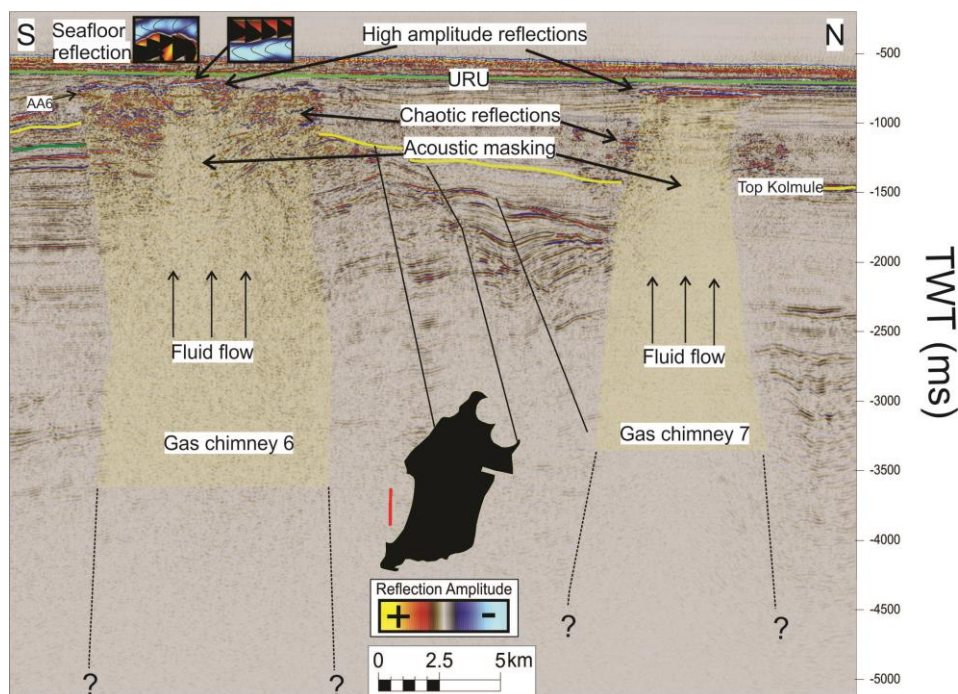 S
Seafloor
reflection
High amplitude reflections
N
URU
AA6
Chaotic reflections
Acoustic masking
Top Kolmule
Fluid flow
Fluid flow
Gas chimney 6
Gas chimney 7
Reflection Amplitude
+ -
0 2.5 5km
?
?
?
?
-500
-1000
-1500
-2000
-2500
-3000
-3500
-4000
-4500
-5000
TWT (ms)